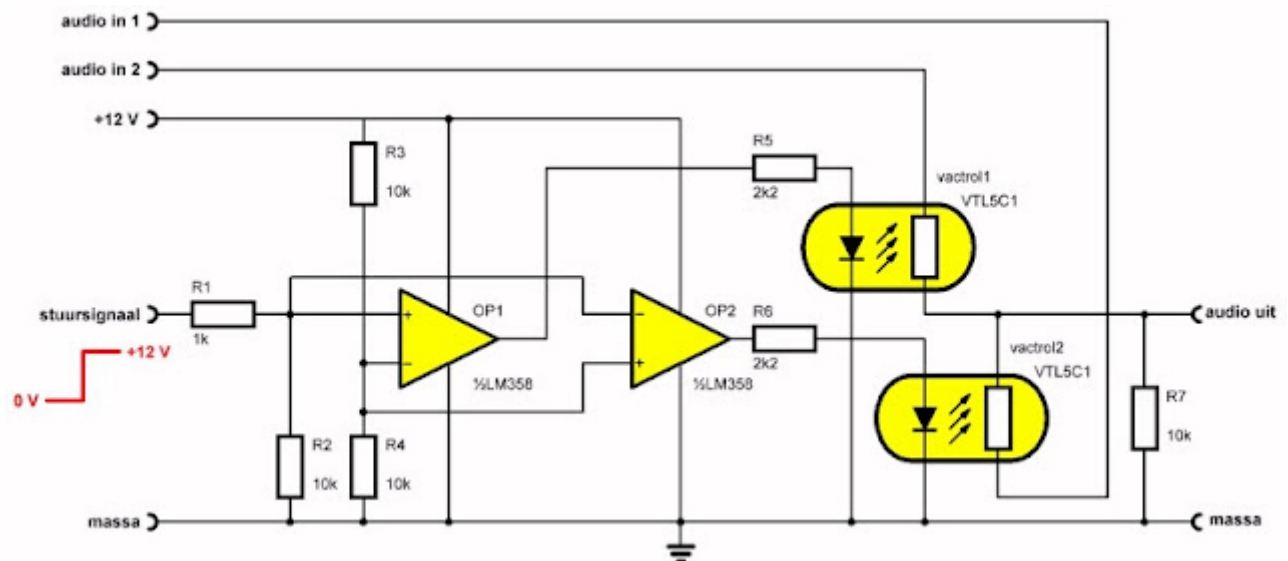 audio in 1
audio in 2
+12 V
R3
10k
R5
2k2
vactrol1
VTL5C1
stuursignaal
R1
1k
+
−
OP1
½LM358
−
+
OP2
½LM358
R6
2k2
audio uit
vactrol2
VTL5C1
+12 V
0 V
R2
10k
R4
10k
R7
10k
massa
massa